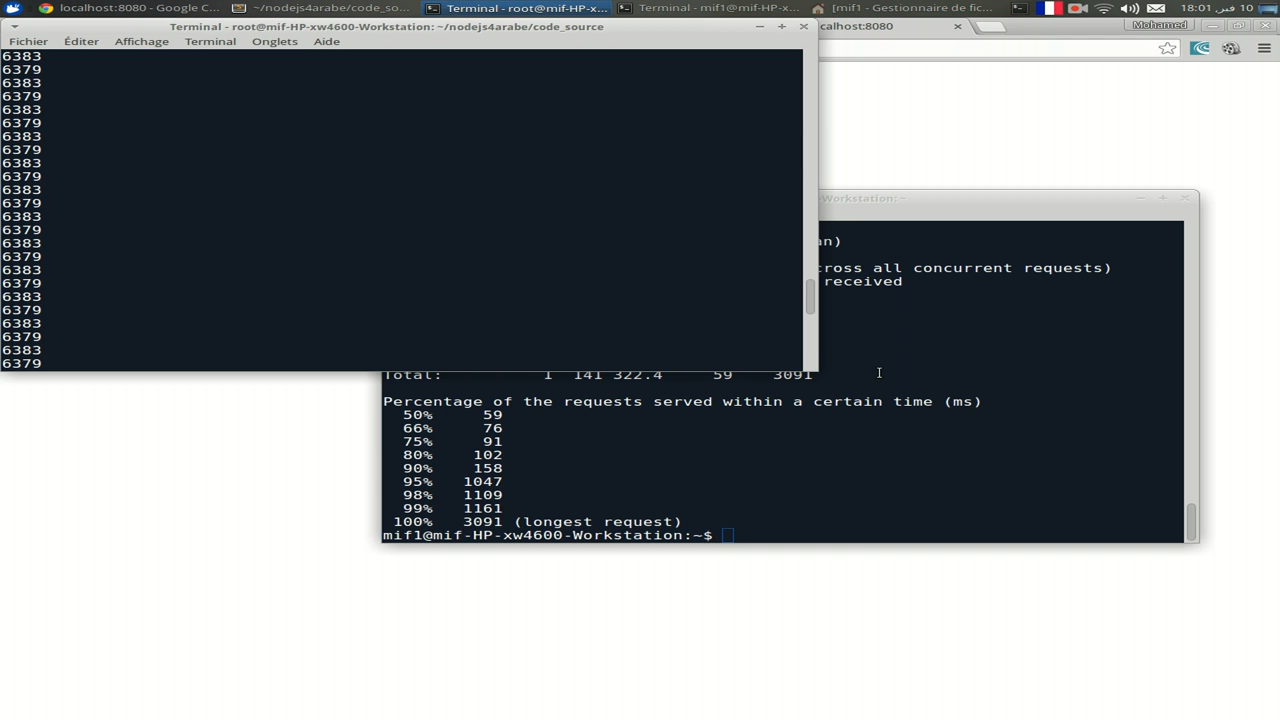 localhost:8080 - Google C...
~/nodejs4arabe/code_so...
Terminal - root@mif-HP-x...
Terminal - mif1@mif-HP-x...
[mif1 - Gestionnaire de fic...
18:01 فبر, 10
Terminal - root@mif-HP-xw4600-Workstation: ~/nodejs4arabe/code_source
calhost:8080
Mohamed
Fichier Éditer Affichage Terminal Onglets Aide
6383
6379
6383
6379
6383
6379
6383
6379
6383
6379
6383
6379
6383
6379
6383
6379
6383
6379
6383
6379
6383
6379
6383
6379
-Workstation: ~
an)
cross all concurrent requests)
received
Total: 1 141 322.4 59 3091
Percentage of the requests served within a certain time (ms)
50% 59
66% 76
75% 91
80% 102
90% 158
95% 1047
98% 1109
99% 1161
100% 3091 (longest request)
mif1@mif-HP-xw4600-Workstation:~$